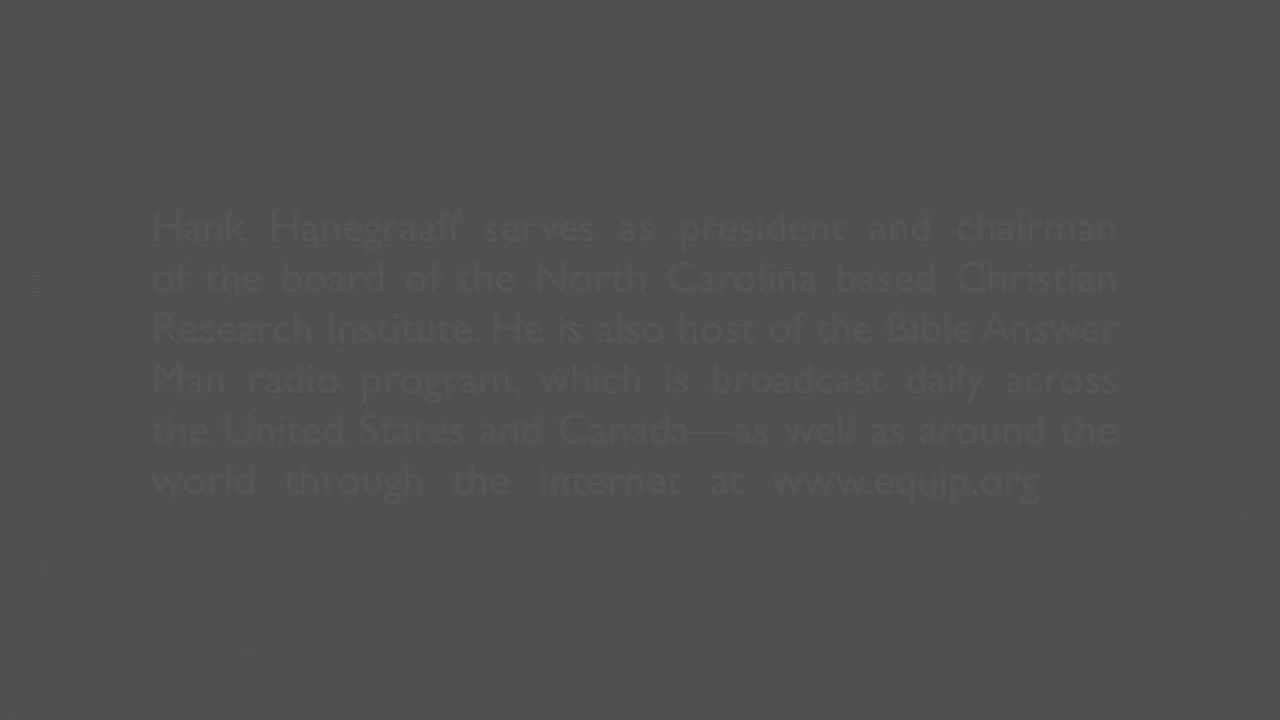 Hank Hanegraaff serves as president and chairman
of the board of the North Carolina based Christian
Research Institute. He is also host of the Bible Answer
Man radio program, which is broadcast daily across
the United States and Canada—as well as around the
world through the Internet at www.equip.org